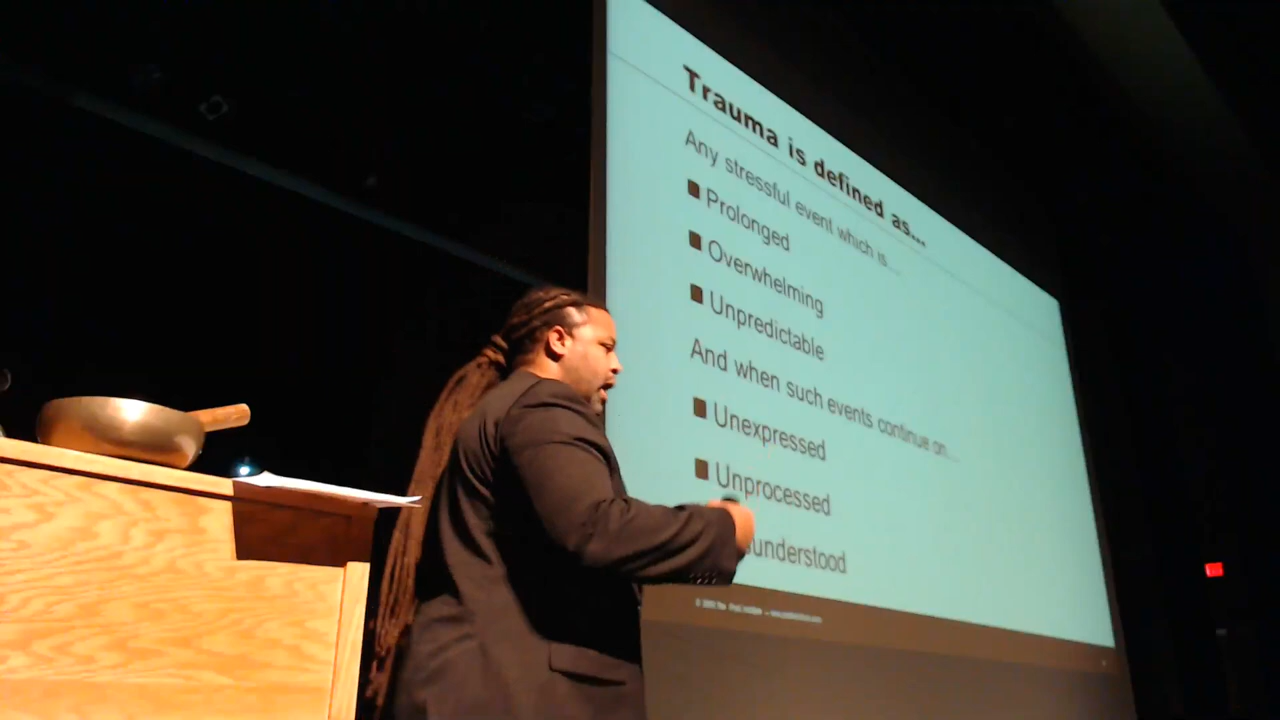 Trauma is defined as...
Any stressful event which is...
Prolonged
Overwhelming
Unpredictable
And when such events continue on...
Unexpressed
Unprocessed
sunderstood